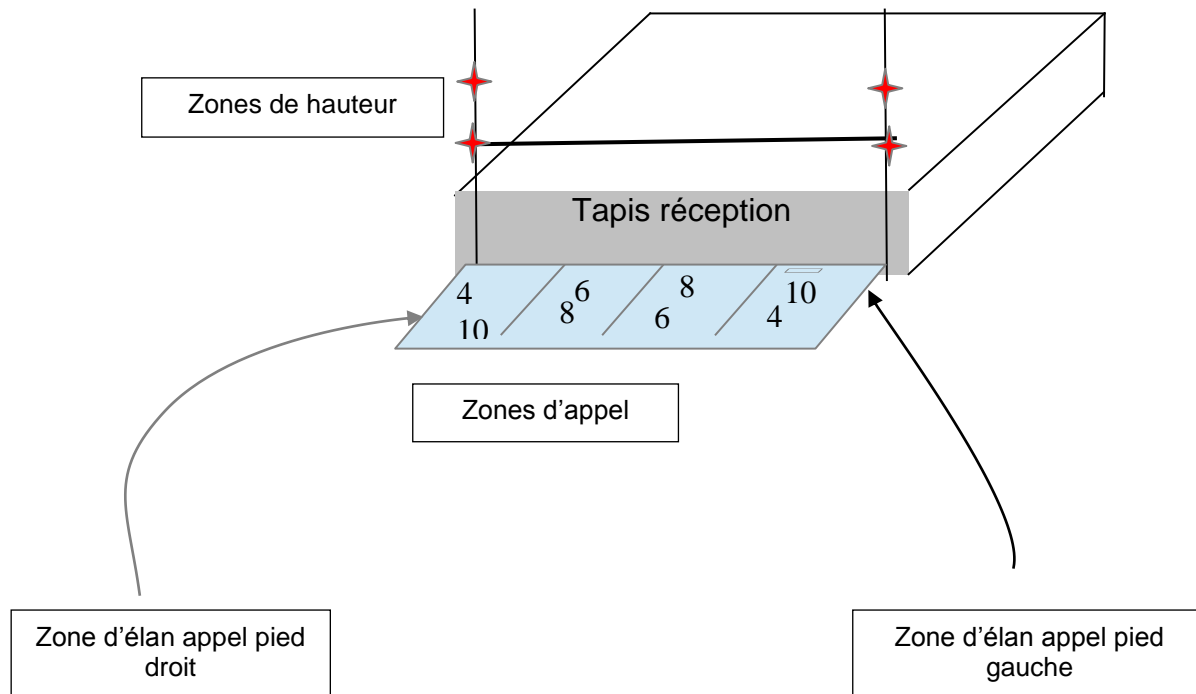 Zones de hauteur
Tapis réception
4 6 8 10
10 8 6 4
Zones d’appel
Zone d’élan appel pied
droit
Zone d’élan appel pied
gauche